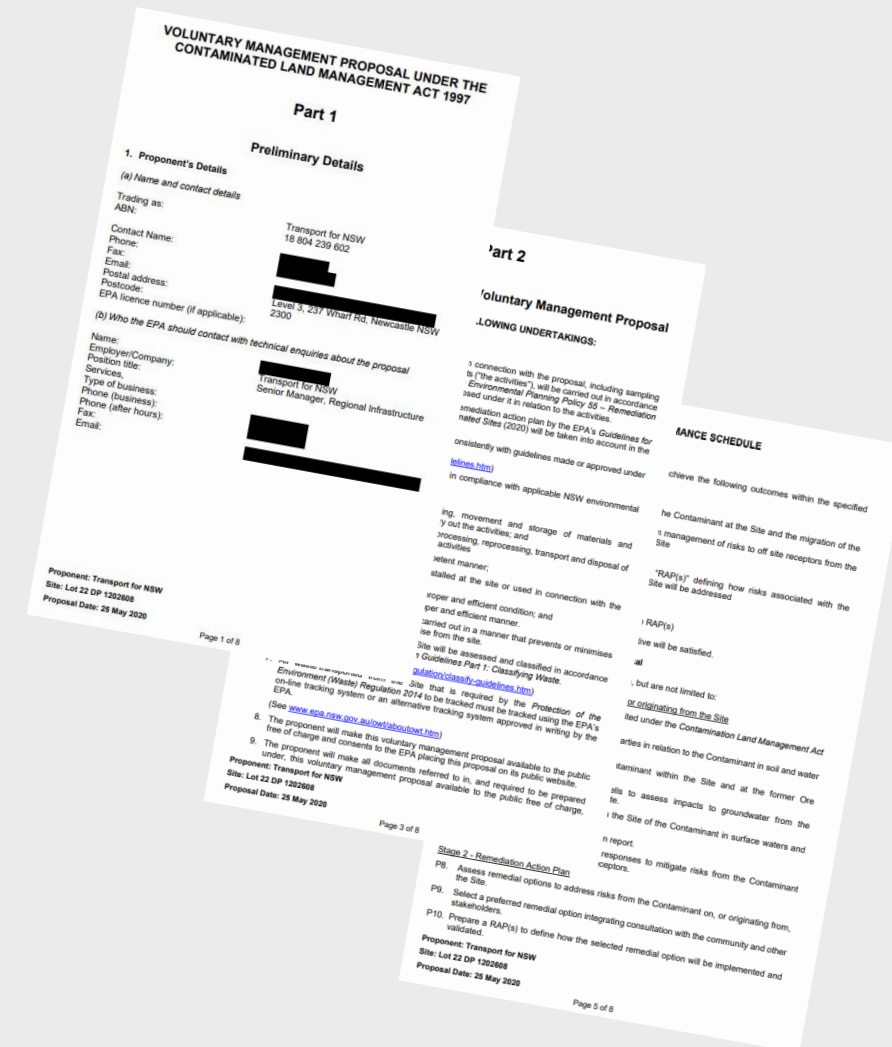 VOLUNTARY MANAGEMENT PROPOSAL UNDER THE
CONTAMINATED LAND MANAGEMENT ACT 1997
Part 1
Preliminary Details
1. Proponent's Details
(a) Name and contact details
Trading as: Transport for NSW
ABN: 18 804 239 602
Contact Name:
Phone:
Fax:
Email:
Postal address: Level 3, 237 Wharf Rd, Newcastle NSW
Postcode: 2300
EPA licence number (if applicable):
(b) Who the EPA should contact with technical enquiries about the proposal
Name:
Employer/Company: Transport for NSW
Position title: Senior Manager, Regional Infrastructure
Services,
Type of business:
Phone (business):
Phone (after hours):
Fax:
Email:
Proponent: Transport for NSW
Site: Lot 22 DP 1202608
Proposal Date: 25 May 2020
Page 1 of 8
Part 2
Voluntary Management Proposal
LOWING UNDERTAKINGS:
connection with the proposal, including sampling
ts ("the activities"), will be carried out in accordance
Environmental Planning Policy 55 – Remediation
osed under it in relation to the activities.
emediation action plan by the EPA's Guidelines for
nated Sites (2020) will be taken into account in the
onsistently with guidelines made or approved under
ielines.htm)
in compliance with applicable NSW environmental
ing, movement and storage of materials and
y out the activities; and
processing, reprocessing, transport and disposal of
activities
petent manner;
stalled at the site or used in connection with the
roper and efficient condition; and
per and efficient manner.
carried out in a manner that prevents or minimises
ise from the site.
Site will be assessed and classified in accordance
Guidelines Part 1: Classifying Waste.
gulation/classify-guidelines.htm)
7. All waste transported from the Site that is required by the Protection of the
Environment (Waste) Regulation 2014 to be tracked must be tracked using the EPA's
on-line tracking system or an alternative tracking system approved in writing by the
EPA.
(See www.epa.nsw.gov.au/owt/aboutowt.htm)
8. The proponent will make this voluntary management proposal available to the public
free of charge and consents to the EPA placing this proposal on its public website.
9. The proponent will make all documents referred to in, and required to be prepared
under, this voluntary management proposal available to the public free of charge,
Proponent: Transport for NSW
Site: Lot 22 DP 1202608
Proposal Date: 25 May 2020
Page 3 of 8
MANCE SCHEDULE
chieve the following outcomes within the specified
he Contaminant at the Site and the migration of the
management of risks to off site receptors from the
Site
"RAP(s)" defining how risks associated with the
Site will be addressed
RAP(s)
tive will be satisfied.
al
, but are not limited to:
or originating from the Site
ited under the Contamination Land Management Act
arties in relation to the Contaminant in soil and water
taminant within the Site and at the former Ore
ells to assess impacts to groundwater from the
te.
the Site of the Contaminant in surface waters and
n report.
responses to mitigate risks from the Contaminant
ceptors.
Stage 2 - Remediation Action Plan
P8. Assess remedial options to address risks from the Contaminant on, or originating from,
the Site.
P9. Select a preferred remedial option integrating consultation with the community and other
stakeholders.
P10. Prepare a RAP(s) to define how the selected remedial option will be implemented and
validated.
Proponent: Transport for NSW
Site: Lot 22 DP 1202608
Proposal Date: 25 May 2020
Page 5 of 8